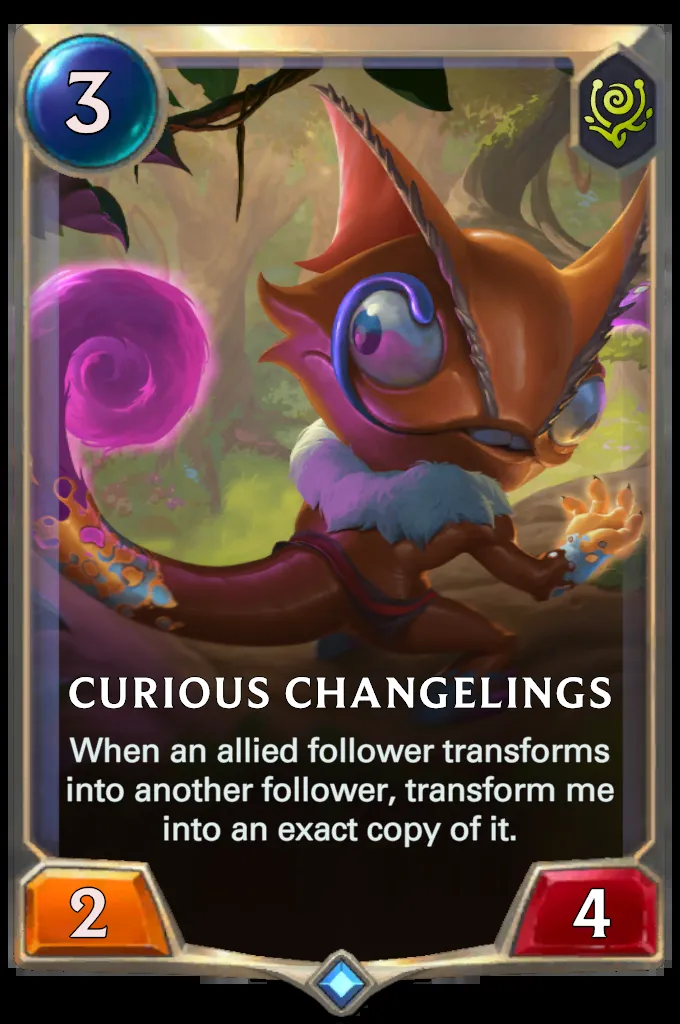 3
CURIOUS CHANGELINGS
When an allied follower transforms
into another follower, transform me
into an exact copy of it.
2
4